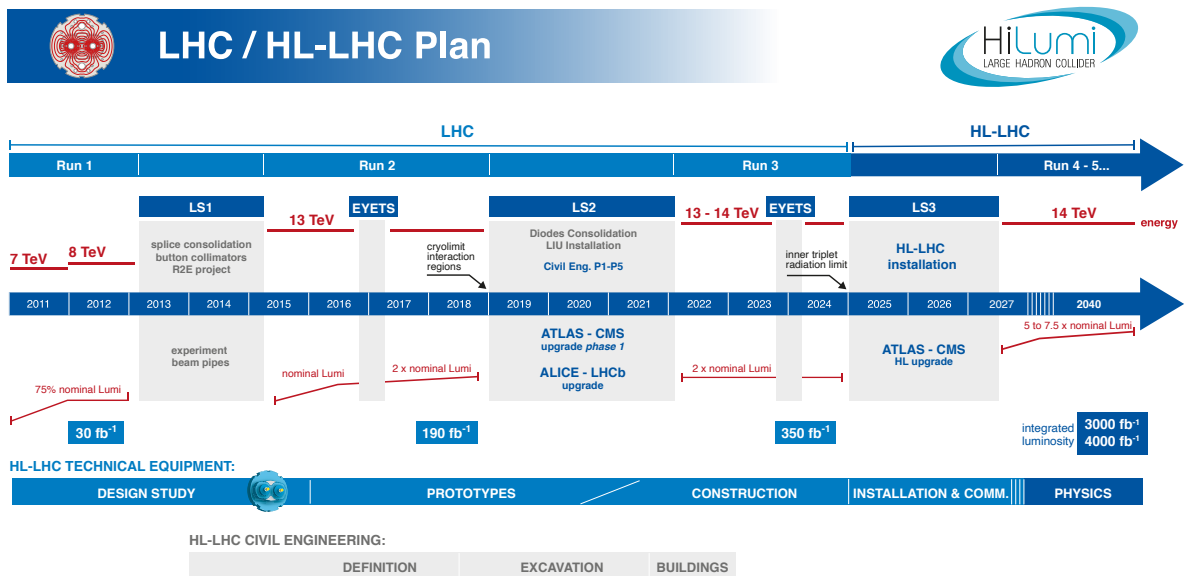 LHC / HL-LHC Plan
HiLumi
LARGE HADRON COLLIDER
LHC
HL-LHC
Run 1
Run 2
Run 3
Run 4 - 5...
LS1
EYETS
LS2
EYETS
LS3
13 TeV
13 - 14 TeV
14 TeV
energy
7 TeV
8 TeV
splice consolidation
button collimators
R2E project
cryolimit
interaction
regions
Diodes Consolidation
LIU Installation
Civil Eng. P1-P5
inner triplet
radiation limit
HL-LHC
installation
2011 2012 2013 2014 2015 2016 2017 2018 2019 2020 2021 2022 2023 2024 2025 2026 2027 2040
5 to 7.5 x nominal Lumi
experiment
beam pipes
ATLAS - CMS
upgrade phase 1
ALICE - LHCb
upgrade
ATLAS - CMS
HL upgrade
75% nominal Lumi
nominal Lumi
2 x nominal Lumi
2 x nominal Lumi
30 fb-1
190 fb-1
350 fb-1
integrated
luminosity
3000 fb-1
4000 fb-1
HL-LHC TECHNICAL EQUIPMENT:
DESIGN STUDY
PROTOTYPES
CONSTRUCTION
INSTALLATION & COMM.
PHYSICS
HL-LHC CIVIL ENGINEERING:
DEFINITION
EXCAVATION
BUILDINGS